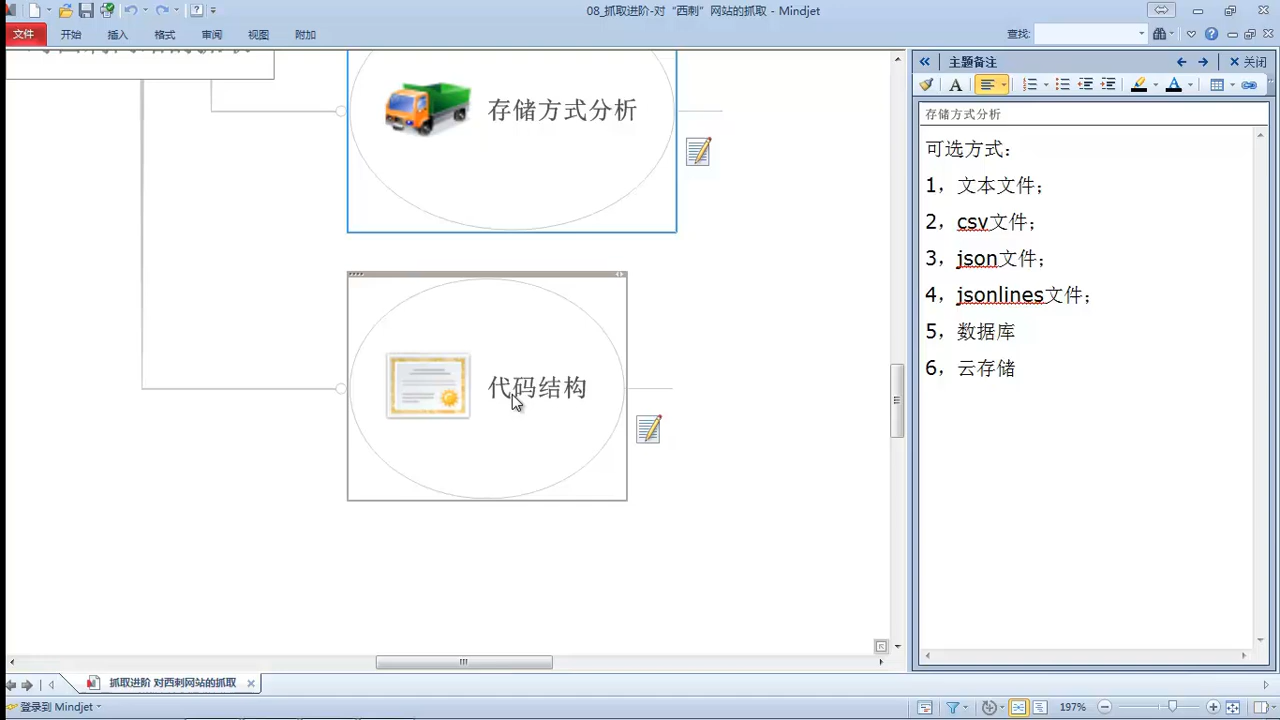 08_抓取进阶-对“西刺”网站的抓取 - Mindjet
文件 开始 插入 格式 审阅 视图 附加 查找:
主题备注 关闭
存储方式分析
可选方式:
1，文本文件;
2，csv文件;
3，json文件;
4，jsonlines文件;
5，数据库
6，云存储
存储方式分析
代码结构
抓取进阶 对西刺网站的抓取
登录到 Mindjet
197%